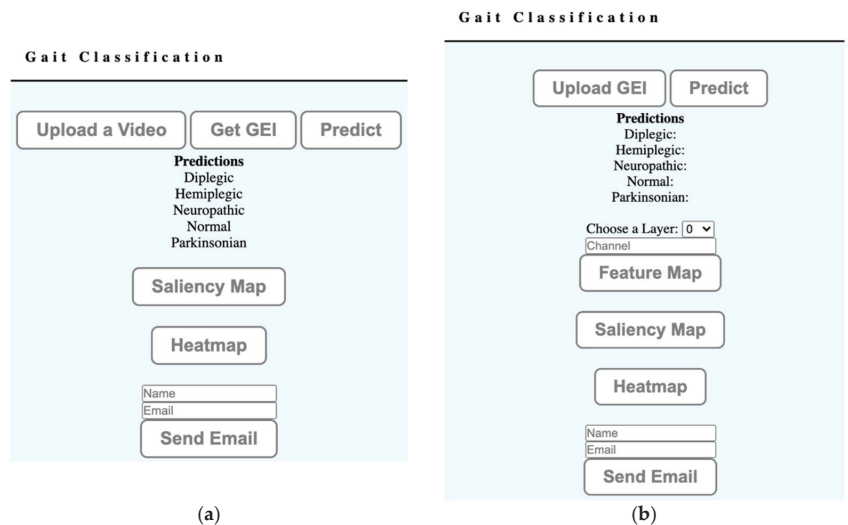 Gait Classification
Upload a Video Get GEI Predict
Predictions
Diplegic
Hemiplegic
Neuropathic
Normal
Parkinsonian
Saliency Map
Heatmap
Name
Email
Send Email
(a)
Gait Classification
Upload GEI Predict
Predictions
Diplegic:
Hemiplegic:
Neuropathic:
Normal:
Parkinsonian:
Choose a Layer: 0
Channel
Feature Map
Saliency Map
Heatmap
Name
Email
Send Email
(b)